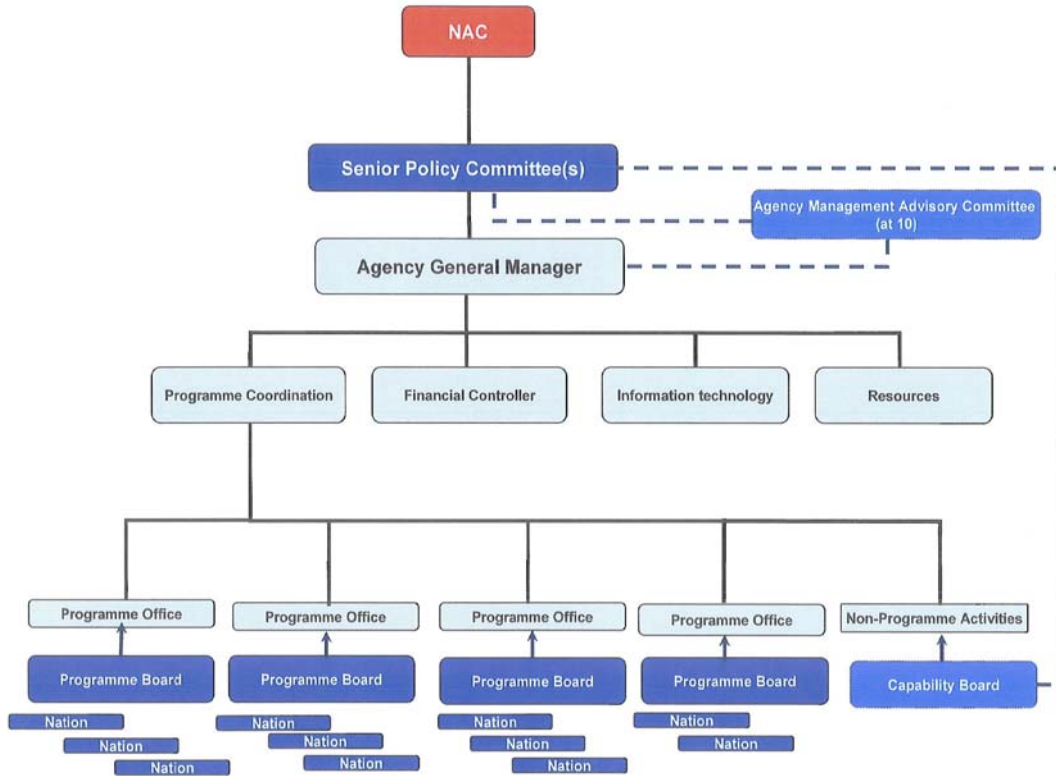 NAC
Senior Policy Committee(s)
Agency Management Advisory Committee
(at 10)
Agency General Manager
Programme Coordination
Financial Controller
Information technology
Resources
Programme Office
Programme Office
Programme Office
Programme Office
Non-Programme Activities
Programme Board
Programme Board
Programme Board
Programme Board
Capability Board
Nation
Nation
Nation
Nation
Nation
Nation
Nation
Nation
Nation
Nation
Nation